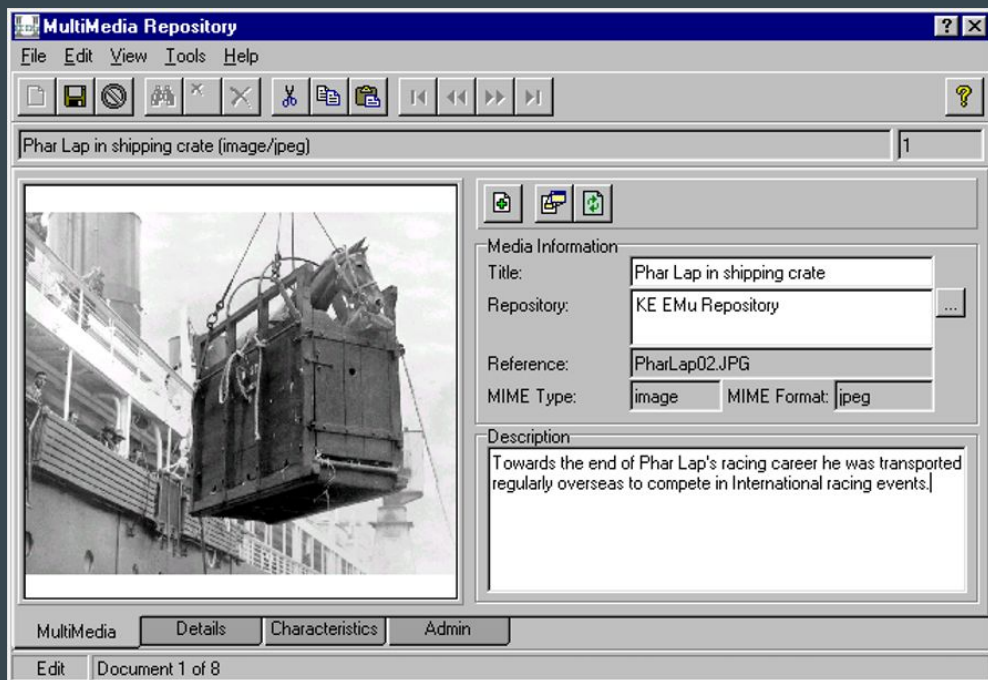 MultiMedia Repository
File Edit View Tools Help
Phar Lap in shipping crate (image/jpeg) 1
Media Information
Title: Phar Lap in shipping crate
Repository: KE EMu Repository ...
Reference: PharLap02.JPG
MIME Type: image MIME Format: jpeg
Description
Towards the end of Phar Lap's racing career he was transported
regularly overseas to compete in International racing events.
MultiMedia Details Characteristics Admin
Edit Document 1 of 8